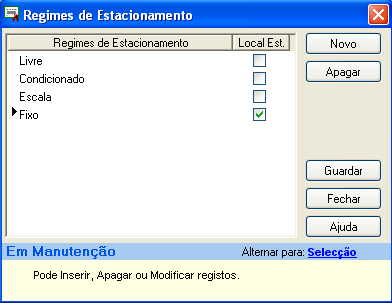 Regimes de Estacionamento
Regimes de Estacionamento Local Est.
Livre
Condicionado
Escala
Fixo
Novo
Apagar
Guardar
Fechar
Ajuda
Em Manutenção Alternar para: Selecção
Pode Inserir, Apagar ou Modificar registos.